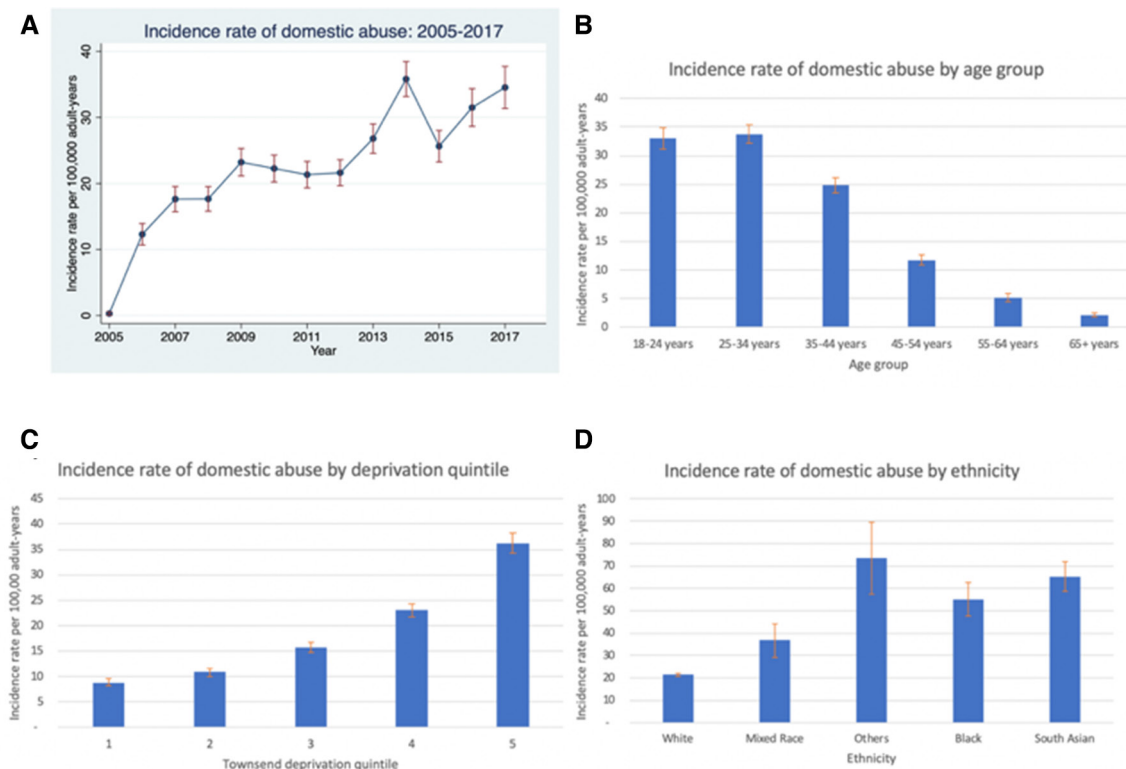 A
Incidence rate of domestic abuse: 2005-2017
Incidence rate per 100,000 adult-years
40
30
20
10
0
2005 2007 2009 2011 2013 2015 2017
Year
B
Incidence rate of domestic abuse by age group
Incidence rate per 100,000 adult-years
40
35
30
25
20
15
10
5
0
18-24 years 25-34 years 35-44 years 45-54 years 55-64 years 65+ years
Age group
C
Incidence rate of domestic abuse by deprivation quintile
Incidence rate per 100,00 adult-years
45
40
35
30
25
20
15
10
5
-
1 2 3 4 5
Townsend deprivation quintile
D
Incidence rate of domestic abuse by ethnicity
Incidence rate per 100,000 adult-years
100
90
80
70
60
50
40
30
20
10
-
White Mixed Race Others Black South Asian
Ethnicity